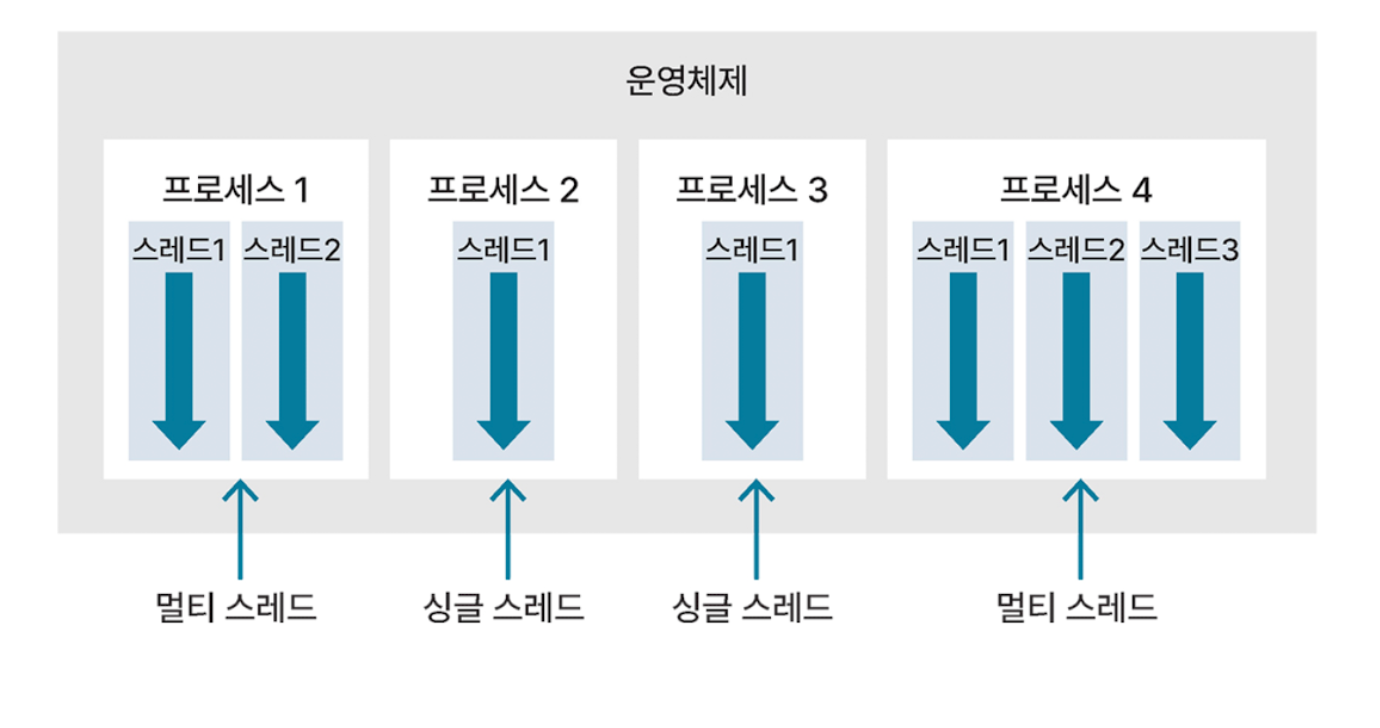 운영체제
프로세스 1
스레드1 스레드2
프로세스 2
스레드1
프로세스 3
스레드1
프로세스 4
스레드1 스레드2 스레드3
멀티 스레드
싱글 스레드
싱글 스레드
멀티 스레드